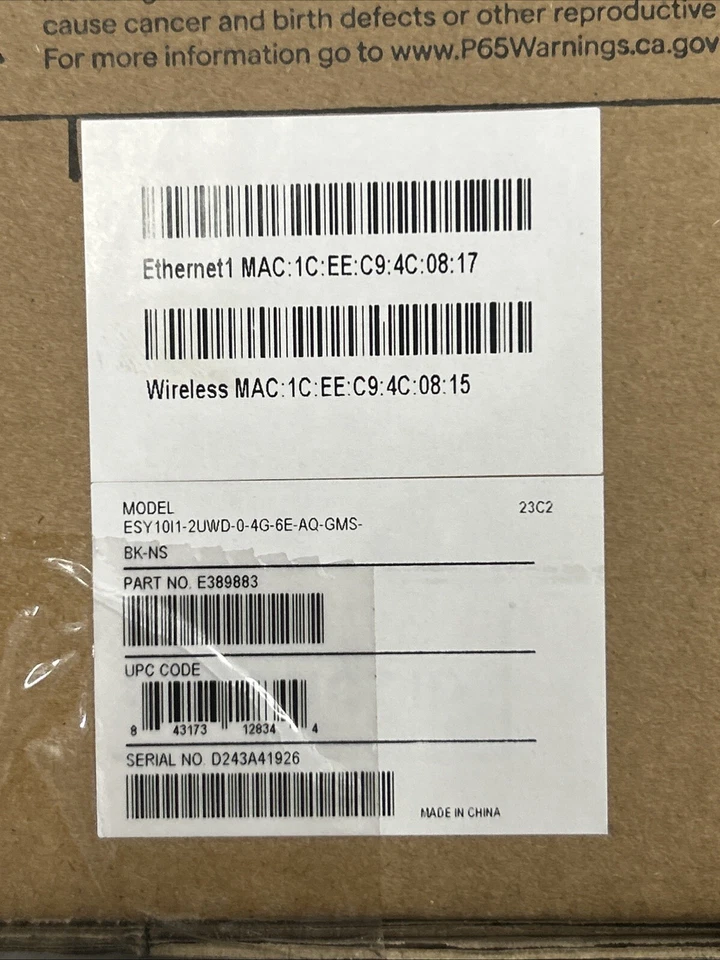 cause cancer and birth defects or other reproductive
For more information go to www.P65Warnings.ca.gov
Ethernet1 MAC:1C:EE:C9:4C:08:17
Wireless MAC:1C:EE:C9:4C:08:15
MODEL 23C2
ESY10I1-2UWD-0-4G-6E-AQ-GMS-
BK-NS
PART NO. E389883
UPC CODE
8 43173 12834 4
SERIAL NO. D243A41926
MADE IN CHINA